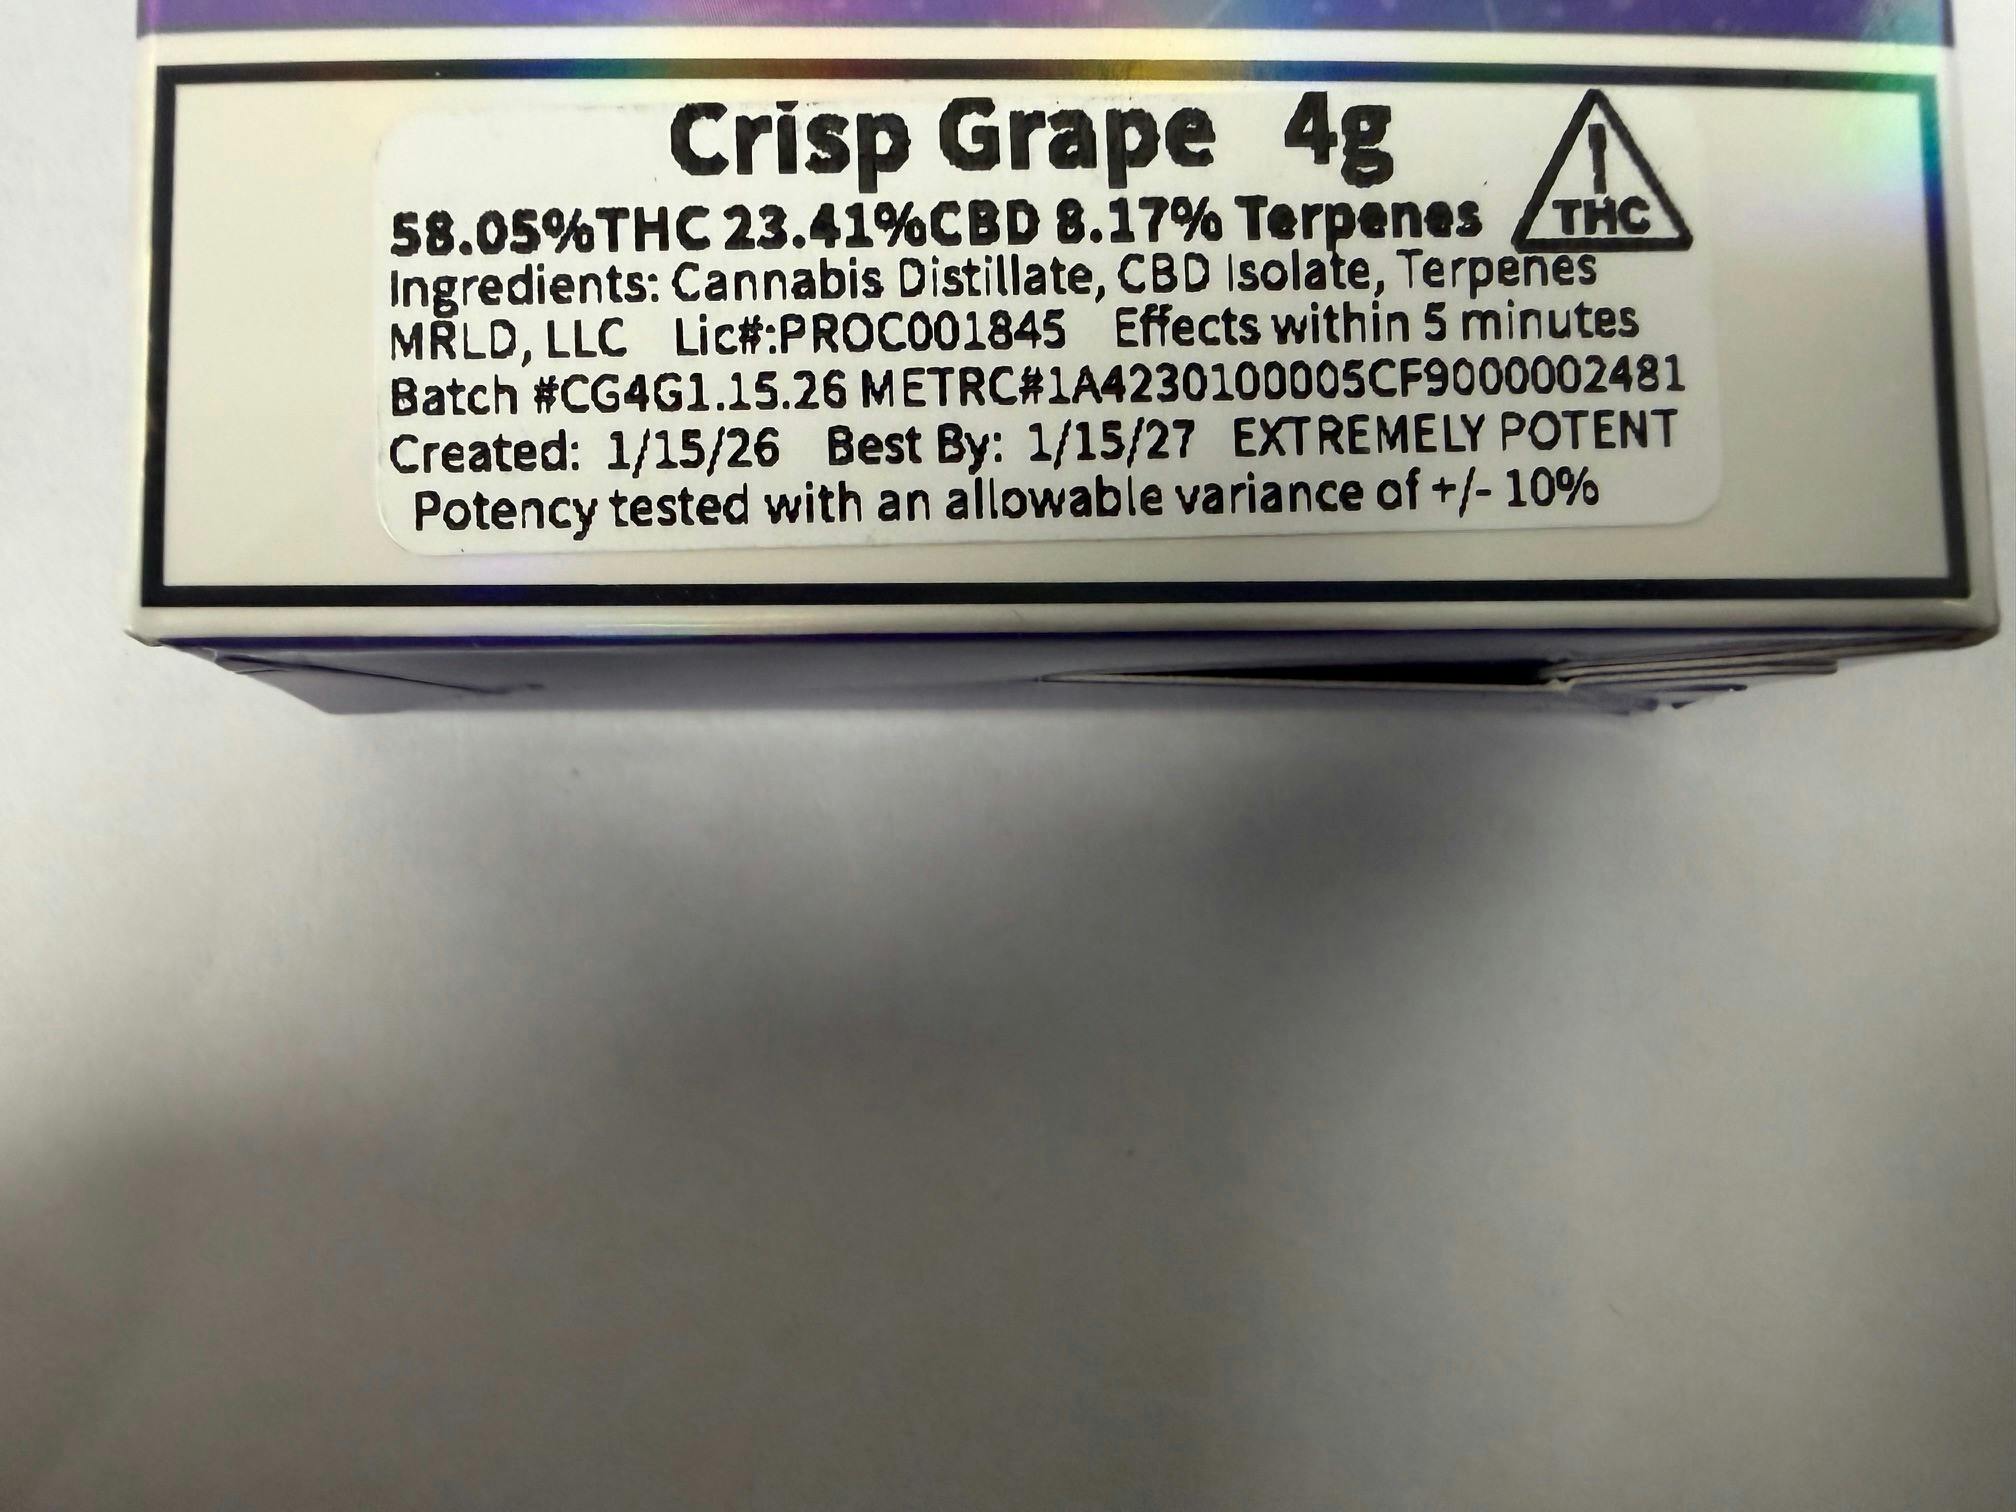 Crisp Grape 4g
58.05%THC 23.41%CBD 8.17% Terpenes
! THC
Ingredients: Cannabis Distillate, CBD Isolate, Terpenes
MRLD, LLC Lic#:PROC001845 Effects within 5 minutes
Batch #CG4G1.15.26 METRC#1A4230100005CF9000002481
Created: 1/15/26 Best By: 1/15/27 EXTREMELY POTENT
Potency tested with an allowable variance of +/- 10%